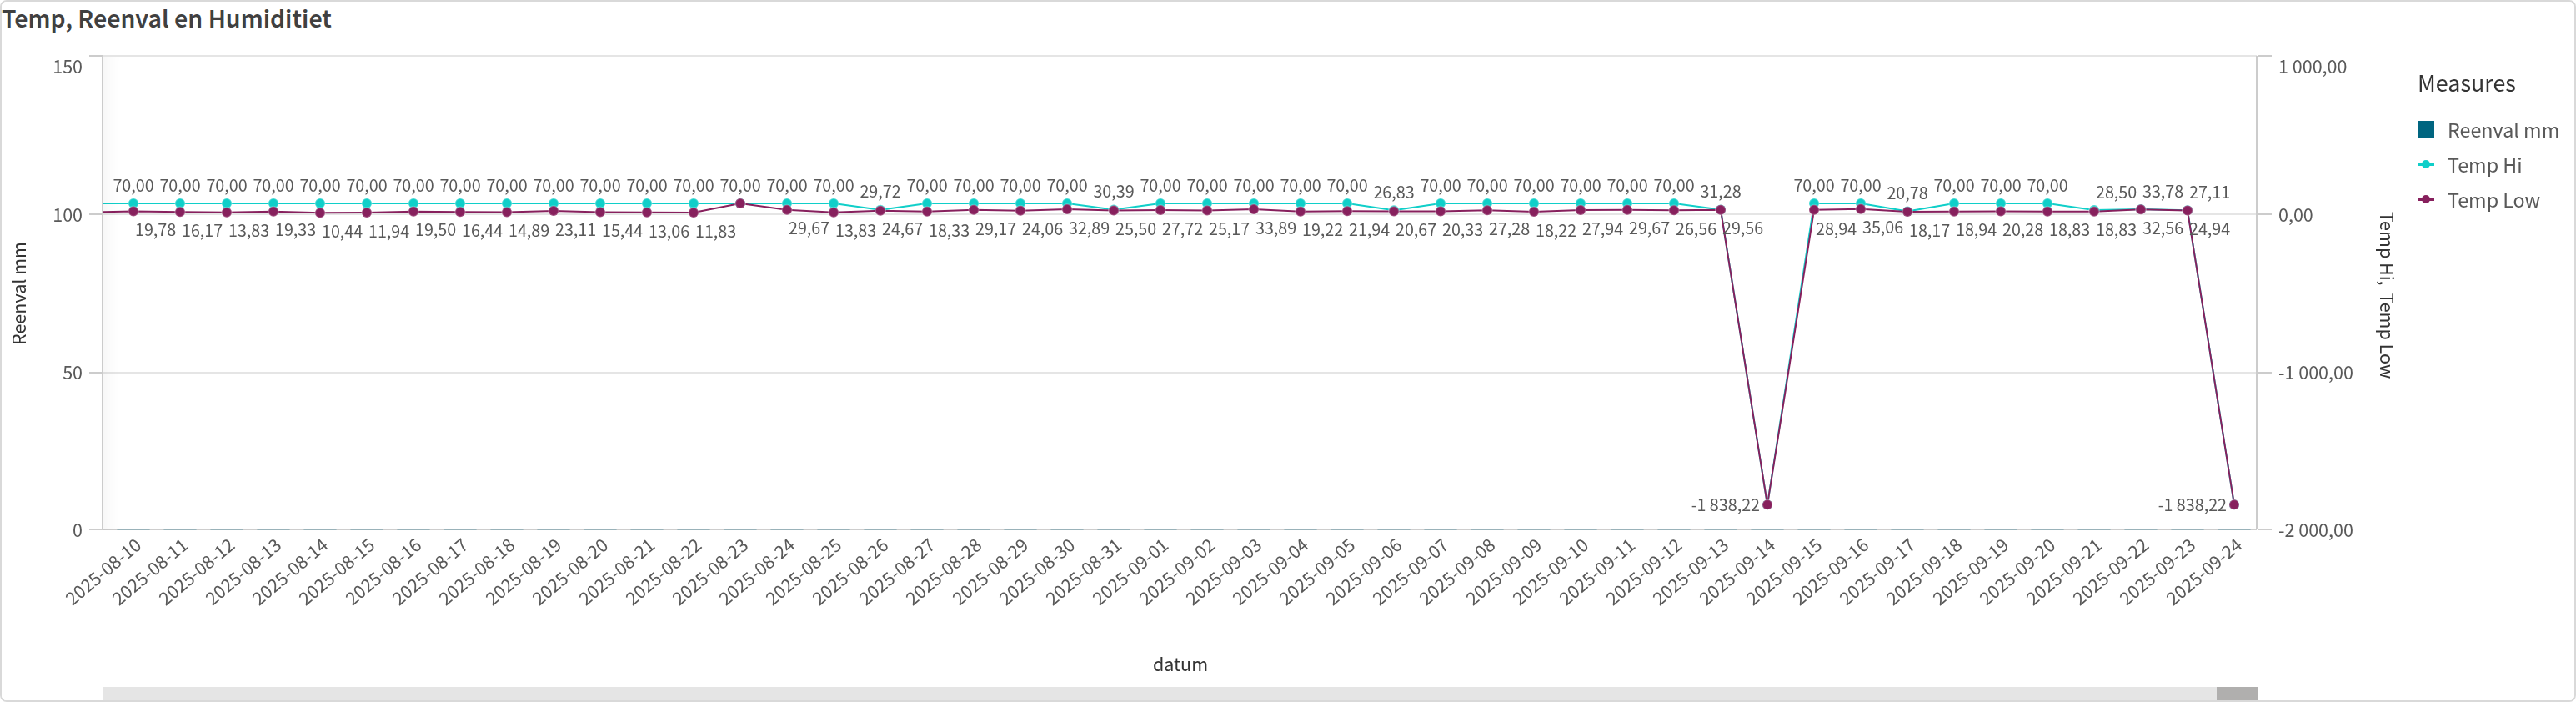 Temp, Reenval en Humiditiet
150
100
50
0
Reenval mm
1 000,00
0,00
-1 000,00
-2 000,00
Temp Hi, Temp Low
Measures
Reenval mm
Temp Hi
Temp Low
70,00 70,00 70,00 70,00 70,00 70,00 70,00 70,00 70,00 70,00 70,00 70,00 70,00 70,00 70,00 70,00 29,72 70,00 70,00 70,00 70,00 30,39 70,00 70,00 70,00 70,00 70,00 26,83 70,00 70,00 70,00 70,00 70,00 70,00 31,28 70,00 70,00 20,78 70,00 70,00 70,00 28,50 33,78 27,11
19,78 16,17 13,83 19,33 10,44 11,94 19,50 16,44 14,89 23,11 15,44 13,06 11,83 29,67 13,83 24,67 18,33 29,17 24,06 32,89 25,50 27,72 25,17 33,89 19,22 21,94 20,67 20,33 27,28 18,22 27,94 29,67 26,56 29,56 28,94 35,06 18,17 18,94 20,28 18,83 18,83 32,56 24,94
-1 838,22 -1 838,22
2025-08-10 2025-08-11 2025-08-12 2025-08-13 2025-08-14 2025-08-15 2025-08-16 2025-08-17 2025-08-18 2025-08-19 2025-08-20 2025-08-21 2025-08-22 2025-08-23 2025-08-24 2025-08-25 2025-08-26 2025-08-27 2025-08-28 2025-08-29 2025-08-30 2025-08-31 2025-09-01 2025-09-02 2025-09-03 2025-09-04 2025-09-05 2025-09-06 2025-09-07 2025-09-08 2025-09-09 2025-09-10 2025-09-11 2025-09-12 2025-09-13 2025-09-14 2025-09-15 2025-09-16 2025-09-17 2025-09-18 2025-09-19 2025-09-20 2025-09-21 2025-09-22 2025-09-23 2025-09-24
datum